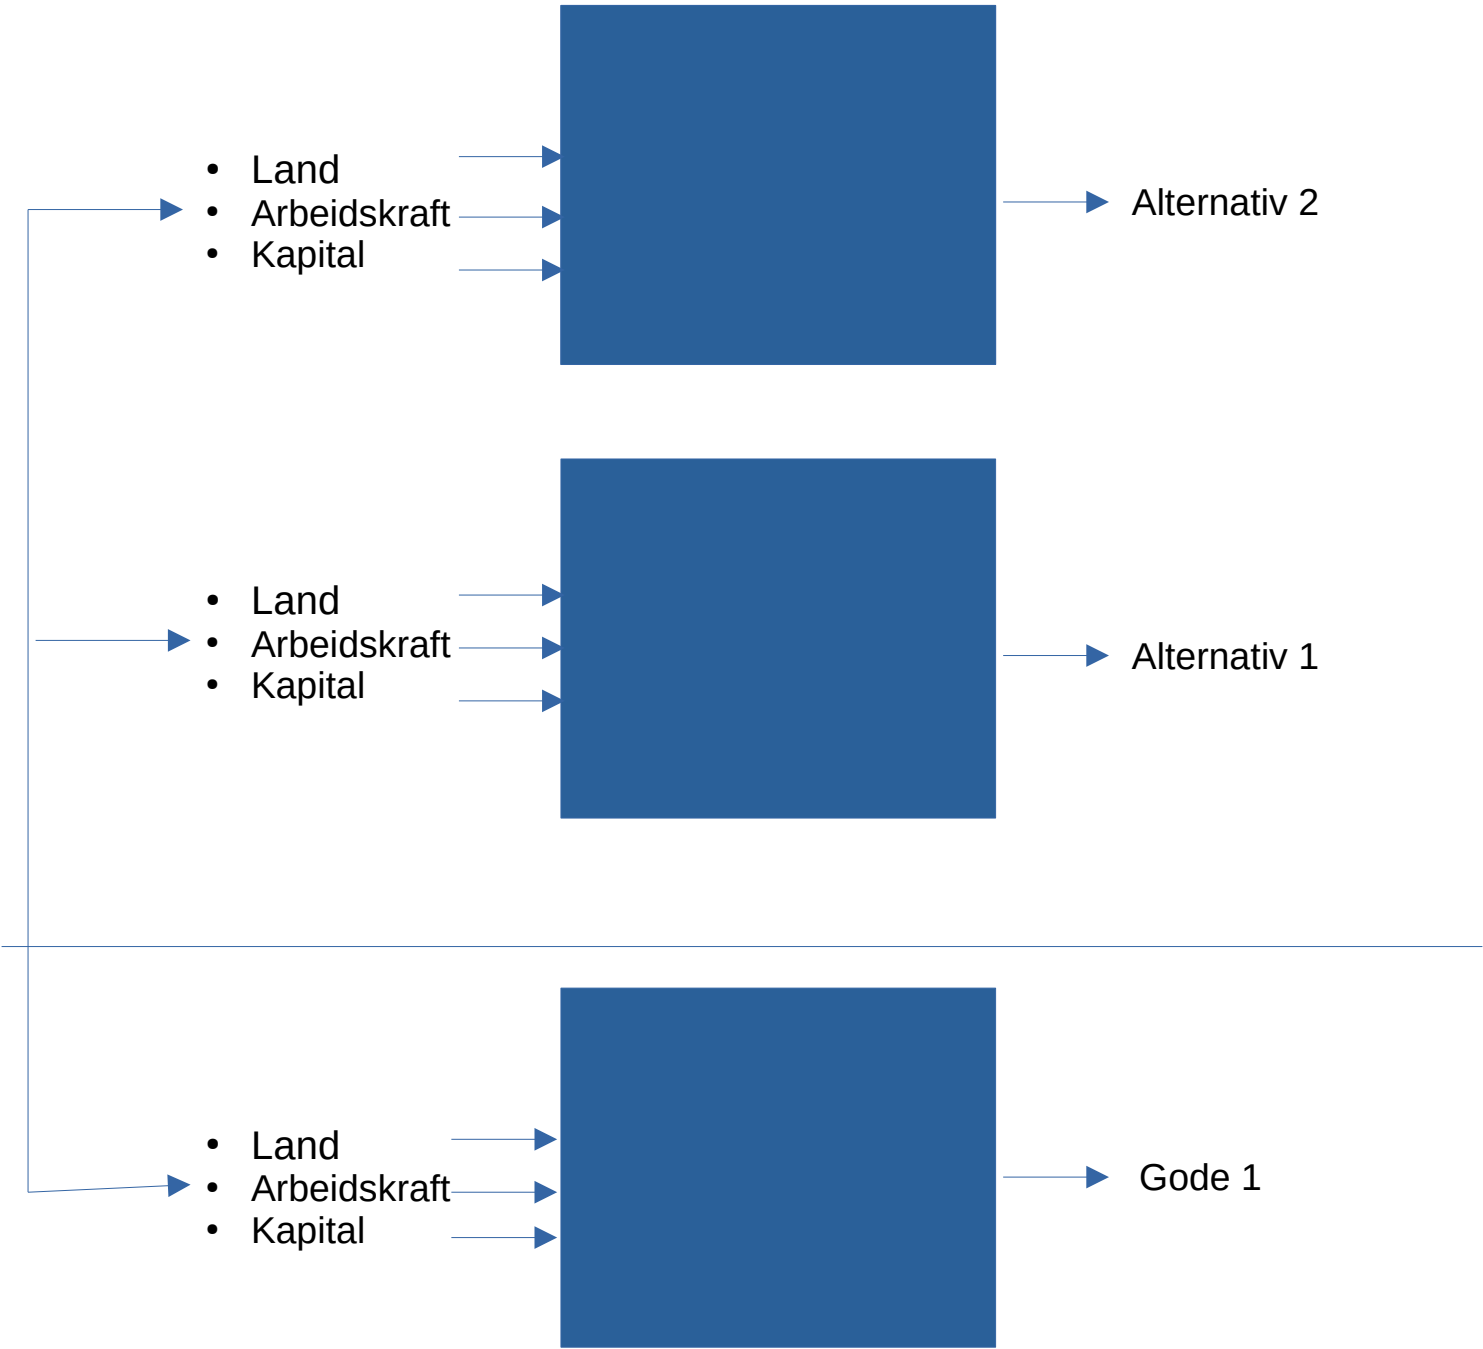 • Land
• Arbeidskraft
• Kapital
Alternativ 2
• Land
• Arbeidskraft
• Kapital
Alternativ 1
• Land
• Arbeidskraft
• Kapital
Gode 1